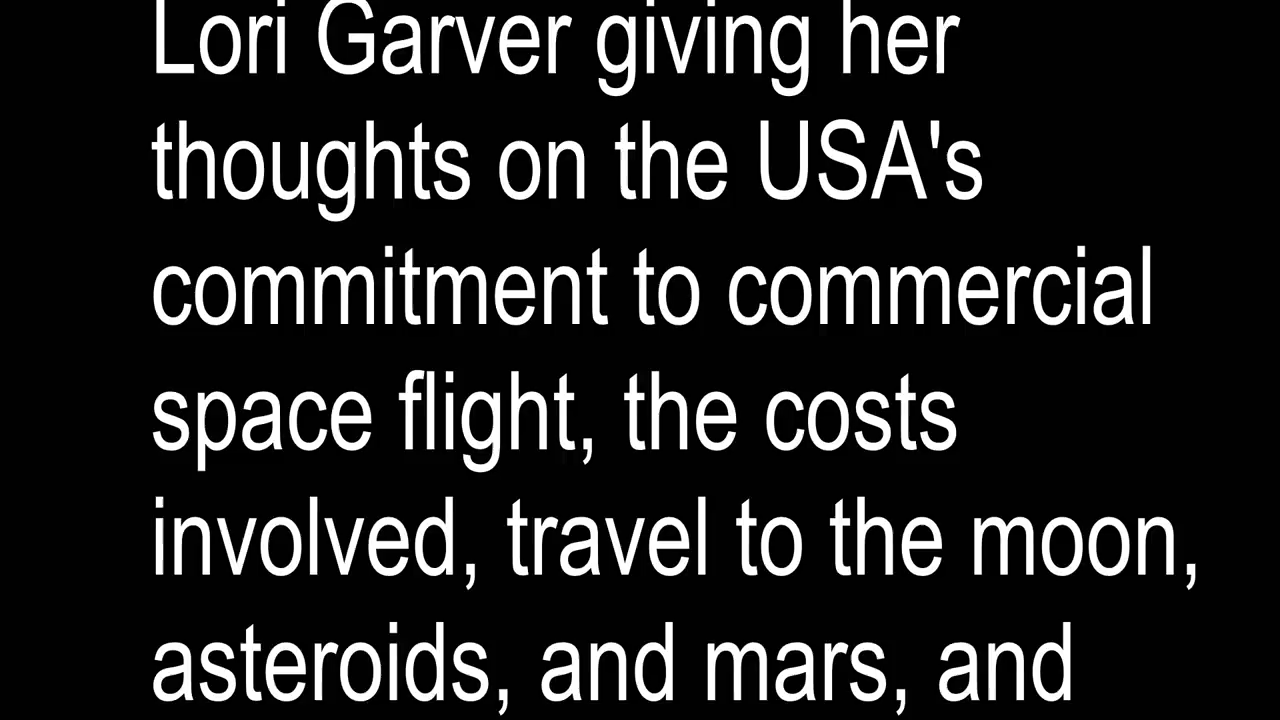 Lori Garver giving her
thoughts on the USA's
commitment to commercial
space flight, the costs
involved, travel to the moon,
asteroids, and mars, and